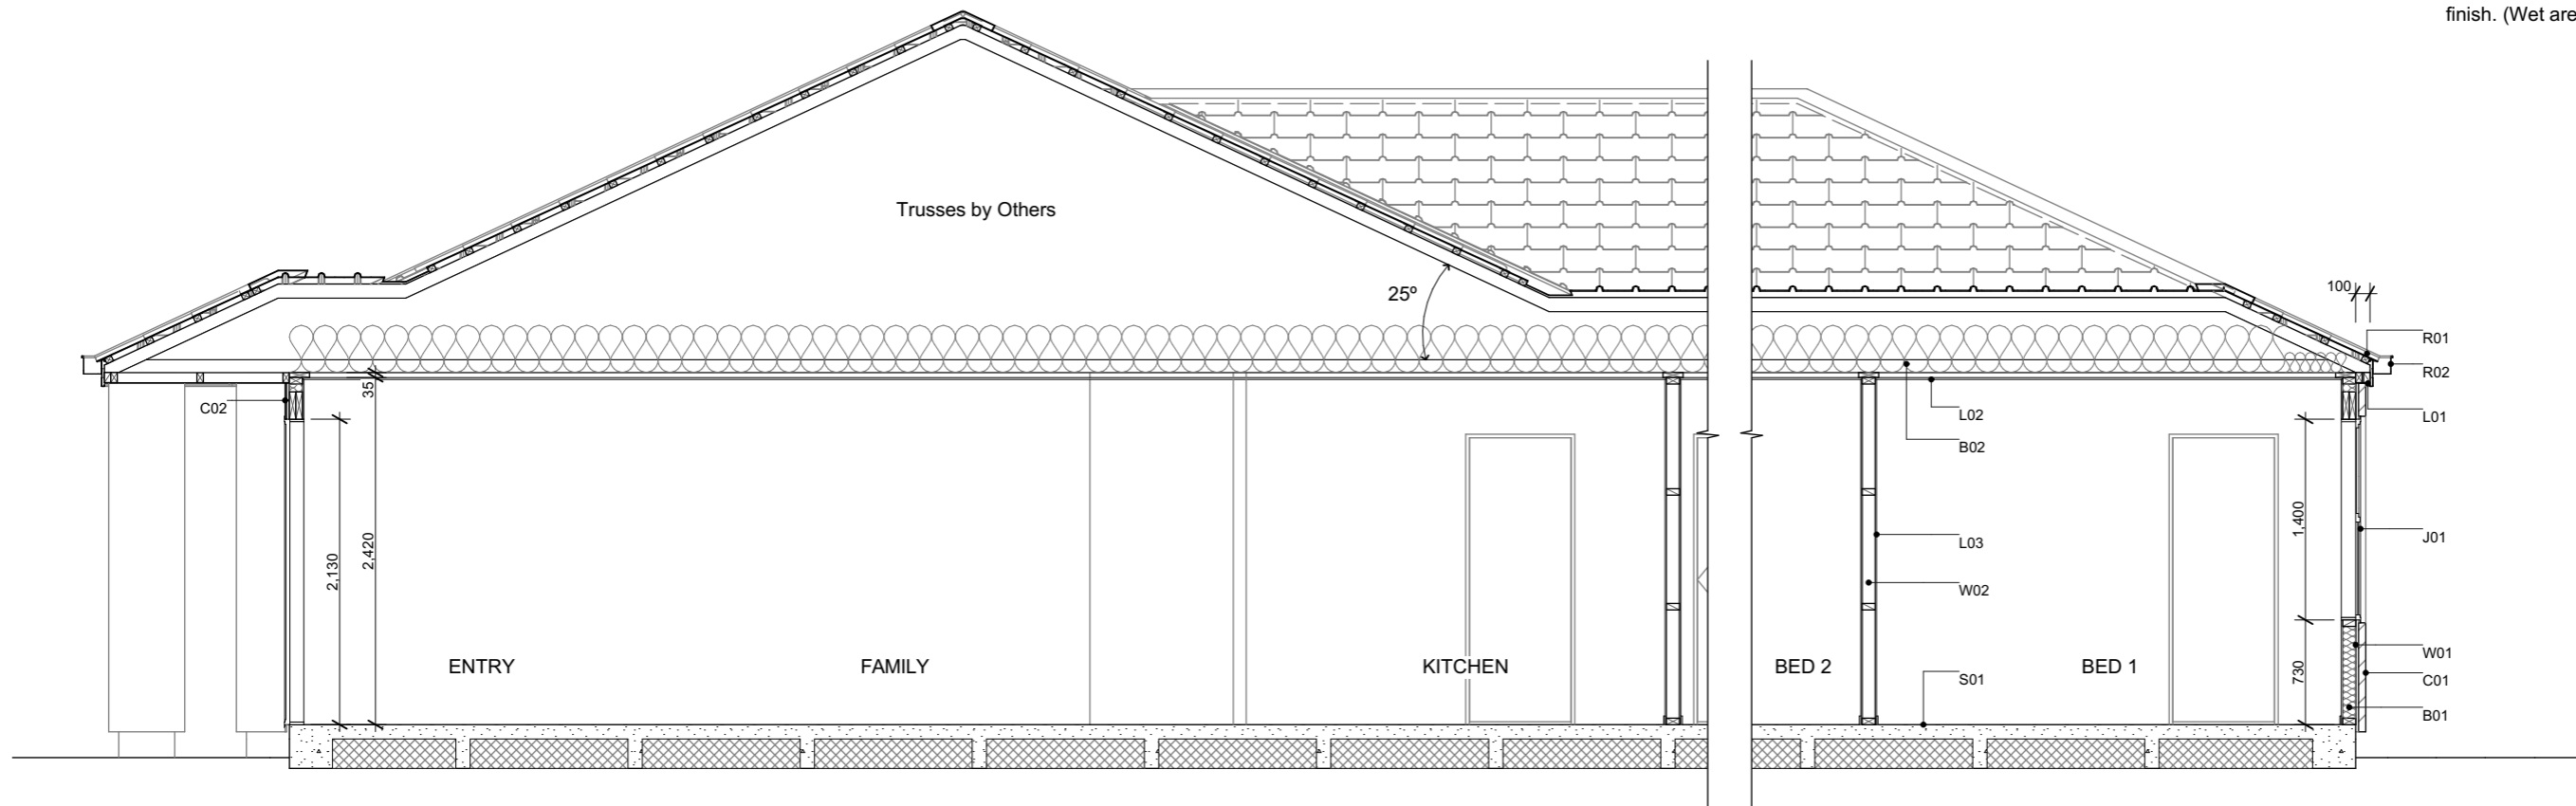 finish. (Wet are
Trusses by Others
25º
100
R01
R02
L01
C02
35
L02
B02
2,130
2,420
1,400
J01
L03
W02
ENTRY
FAMILY
KITCHEN
BED 2
BED 1
S01
730
W01
C01
B01